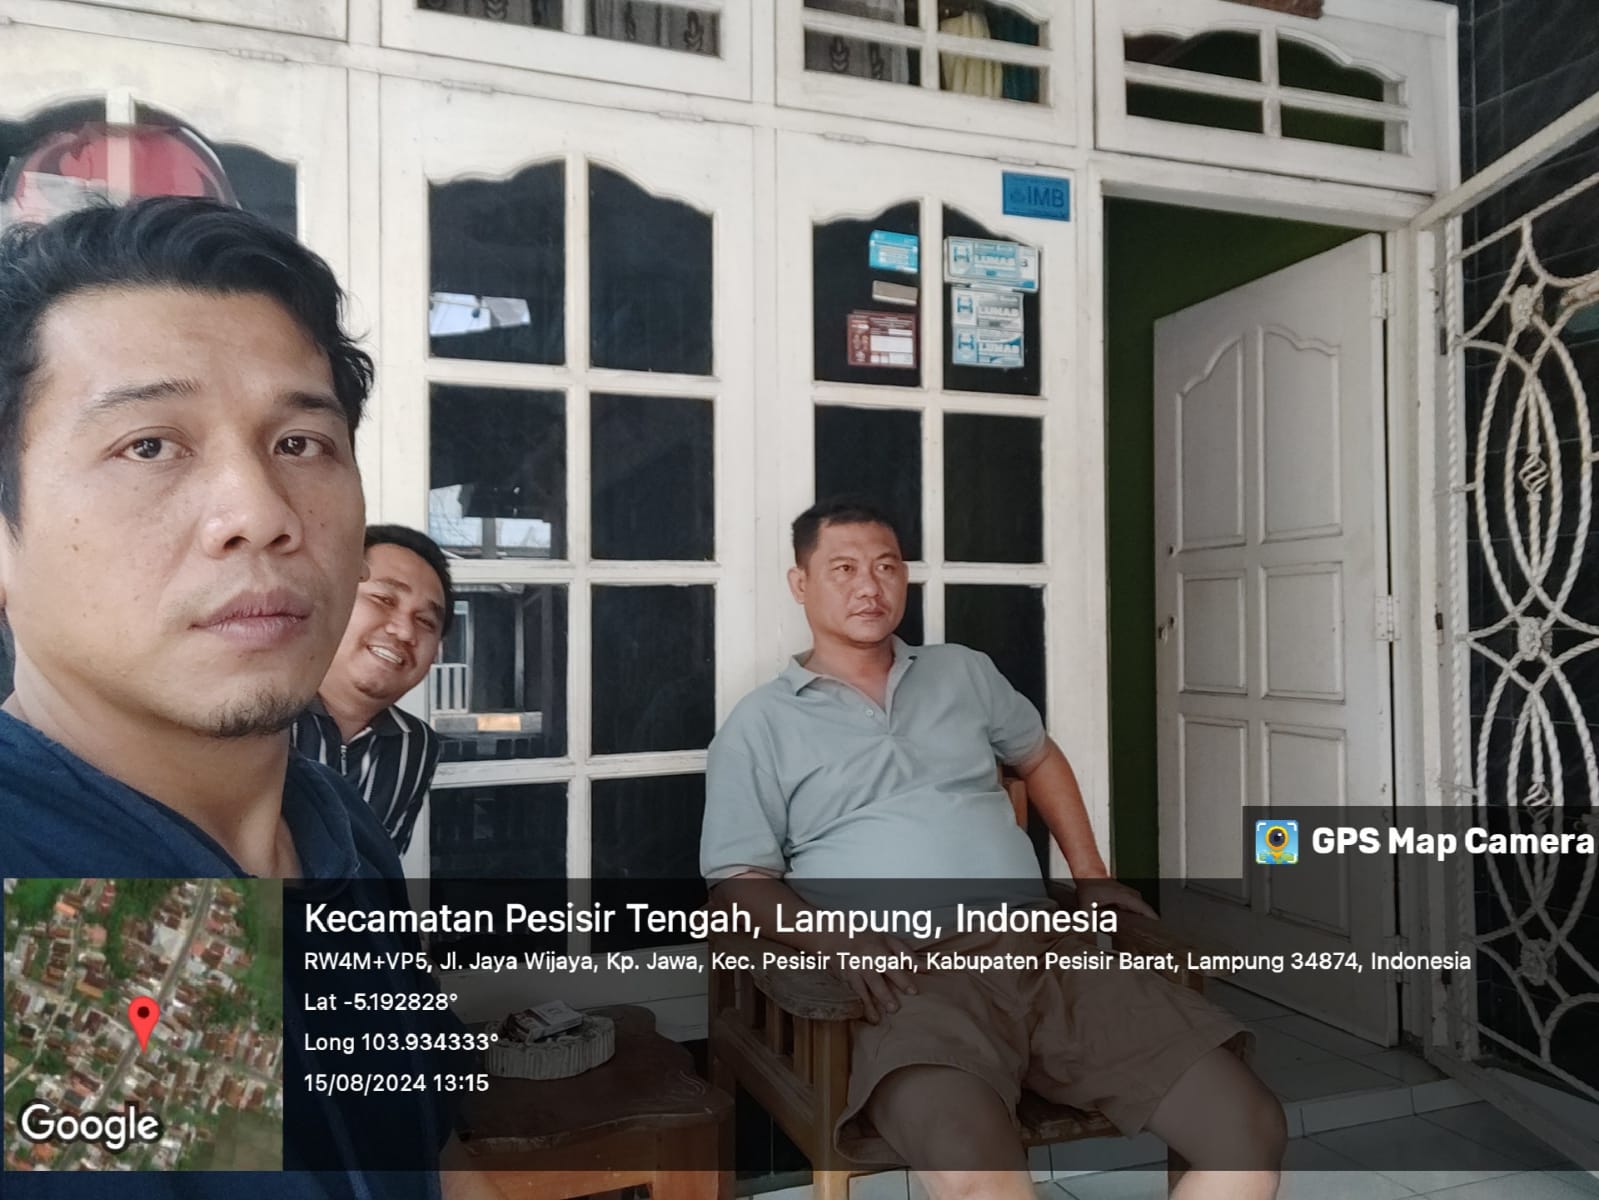 IMB
LUNAS
LUNAS
LUNAS
GPS Map Camera
Kecamatan Pesisir Tengah, Lampung, Indonesia
RW4M+VP5, Jl. Jaya Wijaya, Kp. Jawa, Kec. Pesisir Tengah, Kabupaten Pesisir Barat, Lampung 34874, Indonesia
Lat -5.192828°
Long 103.934333°
15/08/2024 13:15
Google